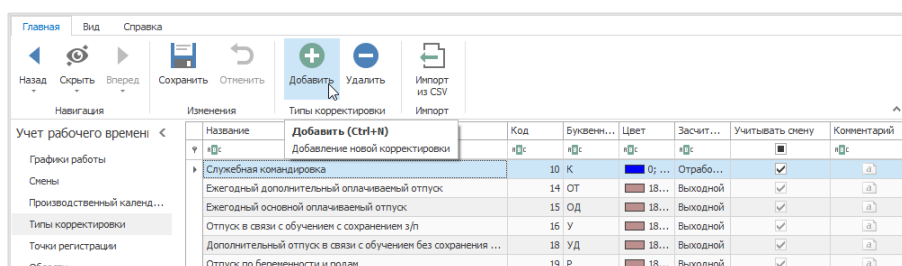 Главная Вид Справка
Назад Скрыть Вперед Сохранить Отменить Добавить Удалить Импорт из CSV
Навигация Изменения Типы корректировки Импорт
Добавить (Ctrl+N)
Добавление новой корректировки
Учет рабочего времени
Графики работы
Смены
Производственный календ...
Типы корректировки
Точки регистрации
Название Код Буквенн... Цвет Засчит... Учитывать смену Комментарий
Служебная командировка 10 К 0; ... Отрабо...
Ежегодный дополнительный оплачиваемый отпуск 14 ОТ 18... Выходной
Ежегодный основной оплачиваемый отпуск 15 ОД 18... Выходной
Отпуск в связи с обучением с сохранением з/п 16 У 18... Выходной
Дополнительный отпуск в связи с обучением без сохранения ... 18 УД 18... Выходной
Отпуск по беременности и родам 19 Р 18... Выходной